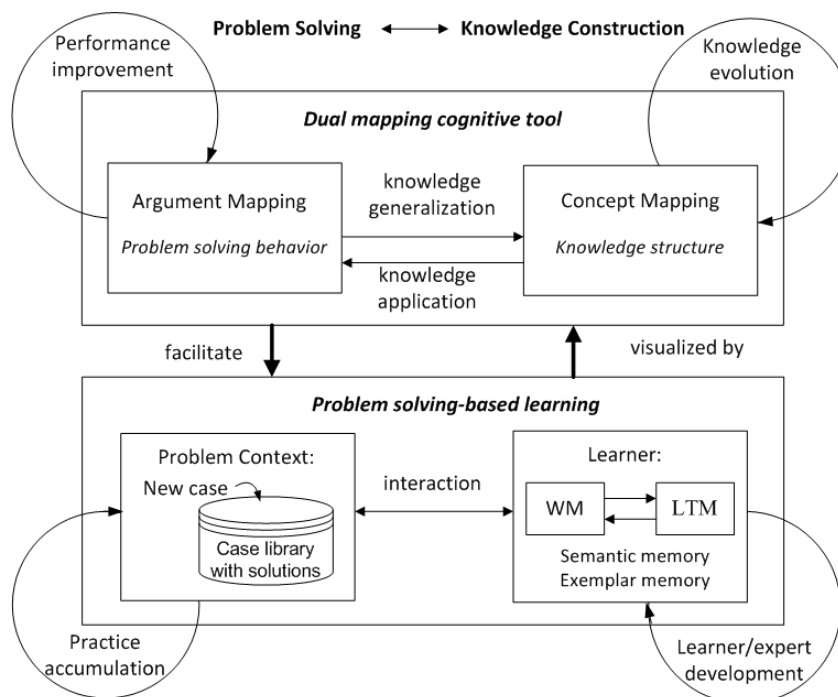 Problem Solving
Knowledge Construction
Performance
improvement
Knowledge
evolution
Dual mapping cognitive tool
Argument Mapping
Problem solving behavior
knowledge
generalization
knowledge
application
Concept Mapping
Knowledge structure
facilitate
visualized by
Problem solving-based learning
Problem Context:
New case
Case library
with solutions
interaction
Learner:
WM
LTM
Semantic memory
Exemplar memory
Practice
accumulation
Learner/expert
development